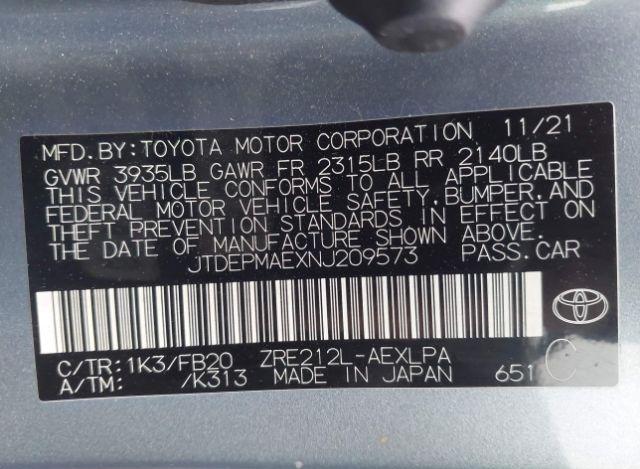 MFD. BY: TOYOTA MOTOR CORPORATION 11/21
GVWR 3935LB GAWR FR 2315LB RR 2140LB
THIS VEHICLE CONFORMS TO ALL APPLICABLE
FEDERAL MOTOR VEHICLE SAFETY, BUMPER, AND
THEFT PREVENTION STANDARDS IN EFFECT ON
THE DATE OF MANUFACTURE SHOWN ABOVE.
JTDEPMAEXNJ209573 PASS.CAR
C/TR: 1K3/FB20 ZRE212L-AEXLPA
A/TM: /K313 MADE IN JAPAN 651 C